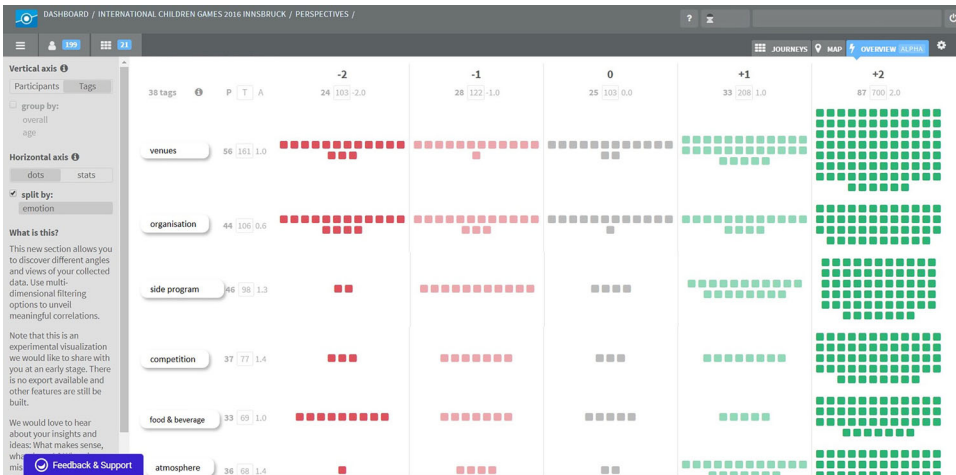 DASHBOARD / INTERNATIONAL CHILDREN GAMES 2016 INNSBRUCK / PERSPECTIVES /
?
199 21
JOURNEYS MAP OVERVIEW ALPHA
Vertical axis
Participants Tags
group by:
overall
age
Horizontal axis
dots stats
split by:
emotion
What is this?
This new section allows you
to discover different angles
and views of your collected
data. Use multi-
dimensional filtering
options to unveil
meaningful correlations.
Note that this is an
experimental visualization
we would like to share with
you at an early stage. There
is no export available and
other features are still be
built.
We would love to hear
about your insights and
ideas: What makes sense,
Feedback & Support
-2 -1 0 +1 +2
38 tags P T A 24 103 -2.0 28 122 -1.0 25 103 0.0 33 208 1.0 87 700 2.0
venues 56 161 1.0
organisation 44 106 0.6
side program 46 98 1.3
competition 37 77 1.4
food & beverage 33 69 1.0
atmosphere 36 68 1.4